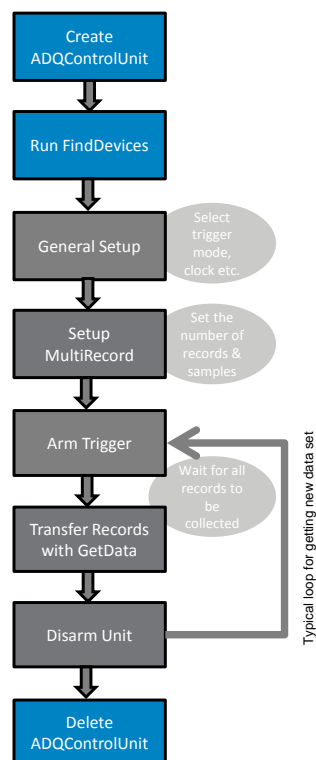 Create
ADQControlUnit
Run FindDevices
General Setup
Select
trigger
mode,
clock etc.
Setup
MultiRecord
Set the
number of
records &
samples
Arm Trigger
Wait for all
records to
be
collected
Transfer Records
with GetData
Typical loop for getting new data set
Disarm Unit
Delete
ADQControlUnit